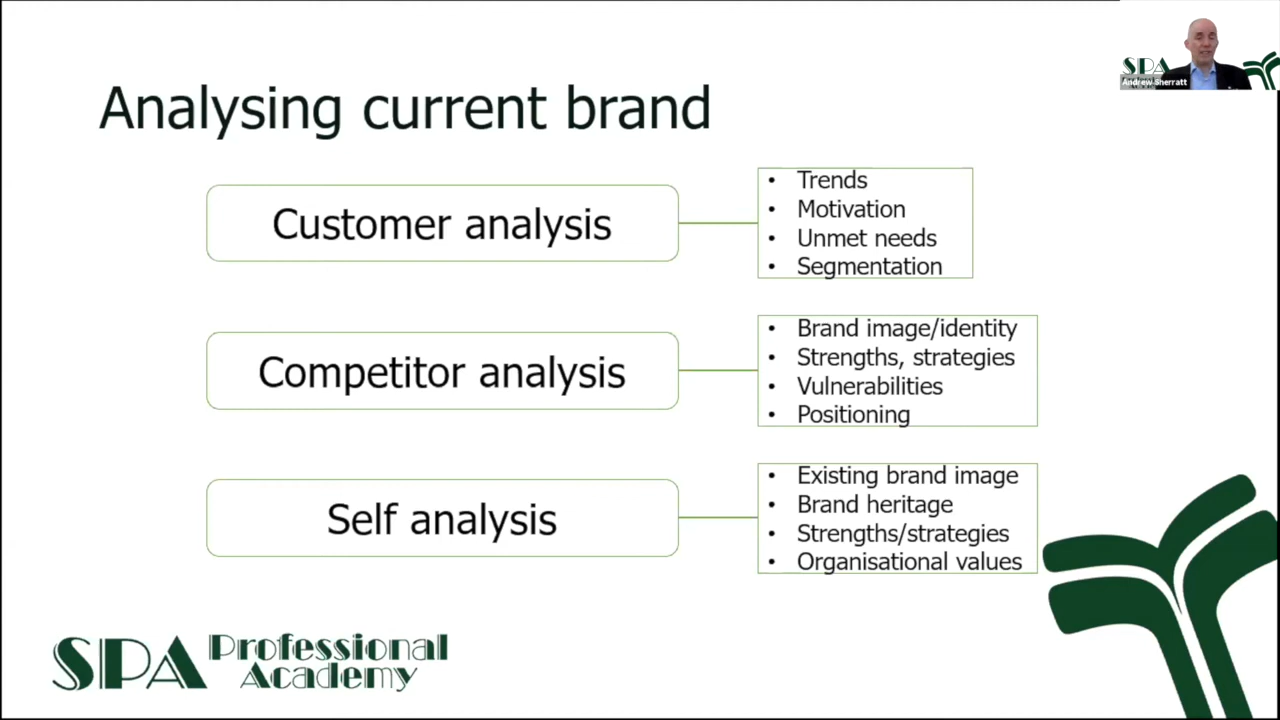 SPA
Andrew Sherratt
Analysing current brand
Customer analysis
• Trends
• Motivation
• Unmet needs
• Segmentation
Competitor analysis
• Brand image/identity
• Strengths, strategies
• Vulnerabilities
• Positioning
Self analysis
• Existing brand image
• Brand heritage
• Strengths/strategies
• Organisational values
SPA Professional
Academy